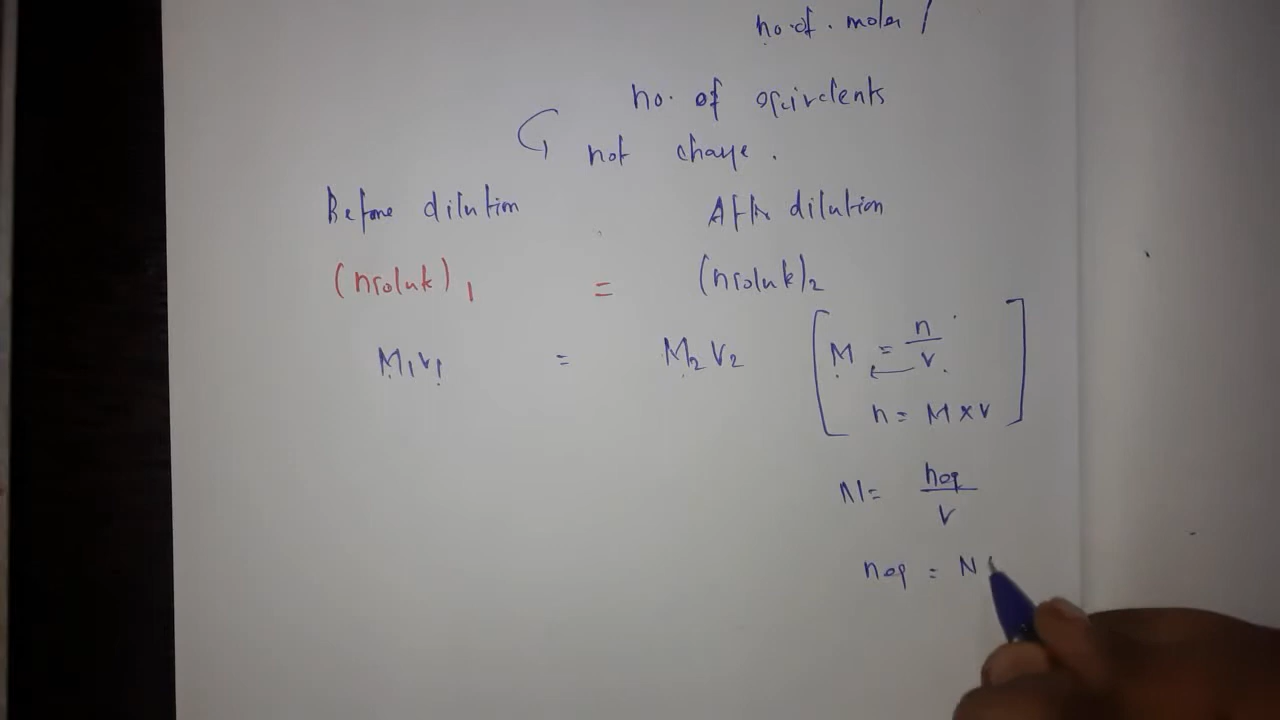 no. of. moles /
no. of equivalents
not change.
Before dilution After dilution
(nsolute)1 = (nsolute)2
M1V1 = M2V2 [M = n/V
n = M×V]
N = neq/V
neq = N